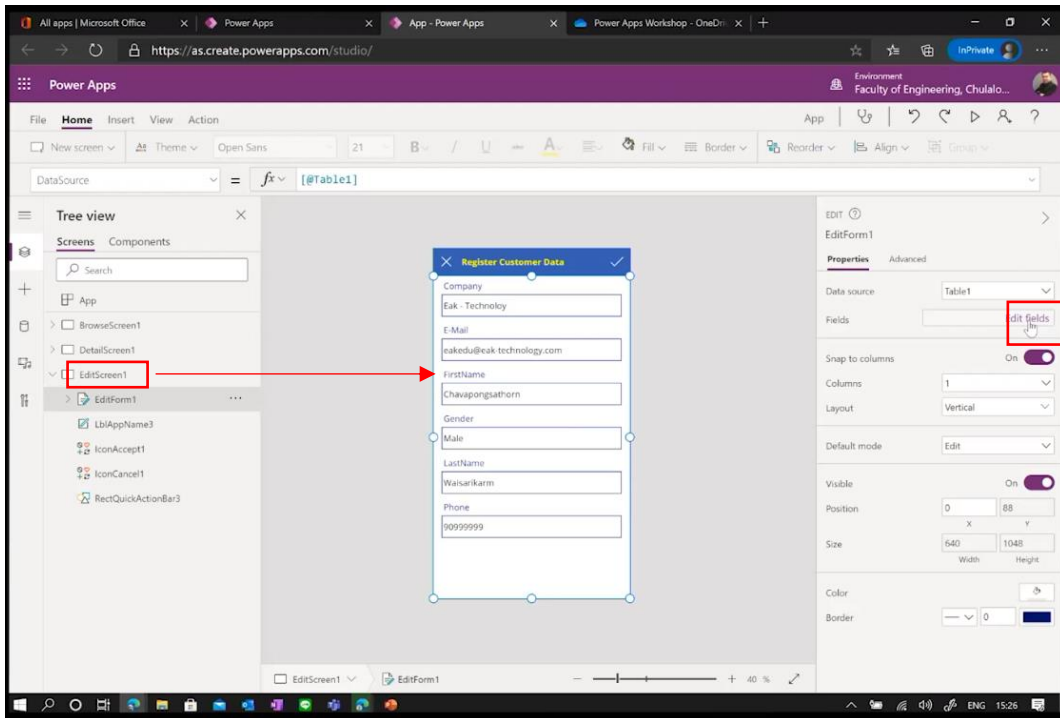 All apps | Microsoft Office
Power Apps
App - Power Apps
Power Apps Workshop - OneDri
https://as.create.powerapps.com/studio/
InPrivate
Power Apps
Environment
Faculty of Engineering, Chulalo...
File Home Insert View Action
App
New screen Theme Open Sans 21 B I U A Fill Border Reorder Align Group
DataSource = fx [@Table1]
Tree view
Screens Components
Search
App
BrowseScreen1
DetailScreen1
EditScreen1
EditForm1
LblAppName3
IconAccept1
IconCancel1
RectQuickActionBar3
Register Customer Data
Company
Eak - Technoloy
E-Mail
eakedu@eak-technology.com
FirstName
Chavapongsathorn
Gender
Male
LastName
Waisarikarm
Phone
90999999
EDIT
EditForm1
Properties Advanced
Data source Table1
Fields Edit fields
Snap to columns On
Columns 1
Layout Vertical
Default mode Edit
Visible On
Position 0 88
X Y
Size 640 1048
Width Height
Color
Border 0
EditScreen1 EditForm1
40 %
ENG 15:26